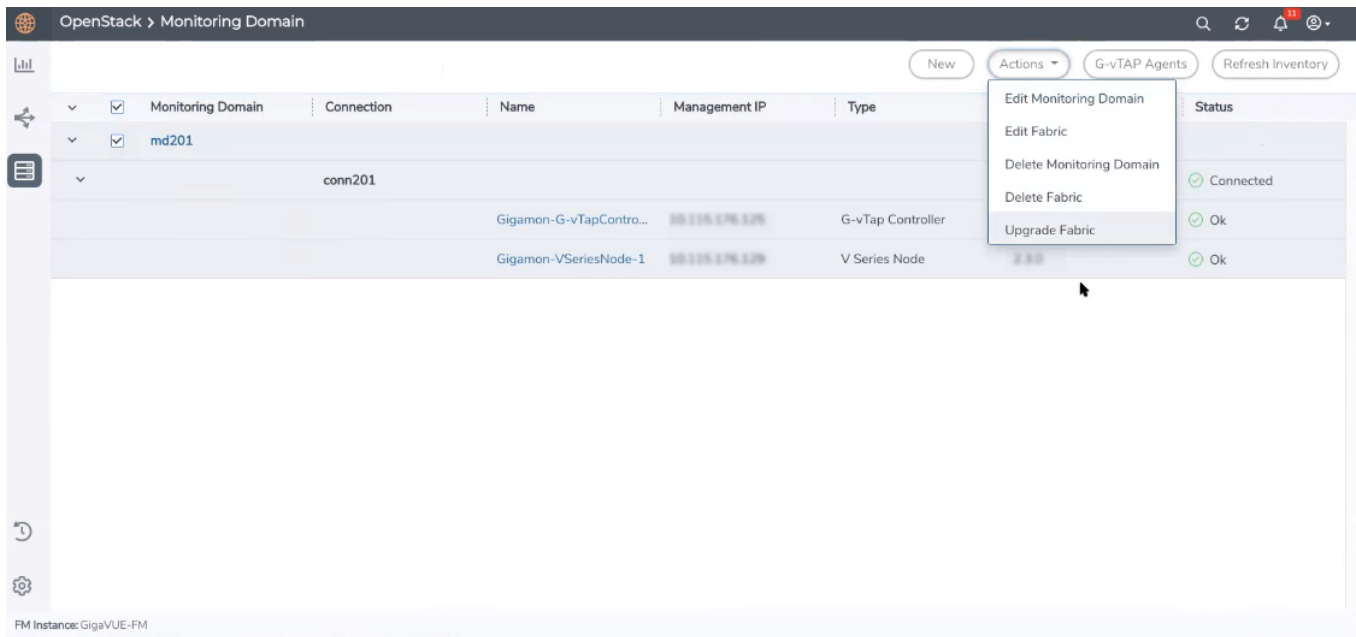 OpenStack > Monitoring Domain
11
New
Actions
G-vTAP Agents
Refresh Inventory
Monitoring Domain
Connection
Name
Management IP
Type
Status
Edit Monitoring Domain
Edit Fabric
Delete Monitoring Domain
Delete Fabric
Upgrade Fabric
md201
conn201
Connected
Gigamon-G-vTapContro...
G-vTap Controller
Ok
Gigamon-VSeriesNode-1
V Series Node
Ok
FM Instance: GigaVUE-FM